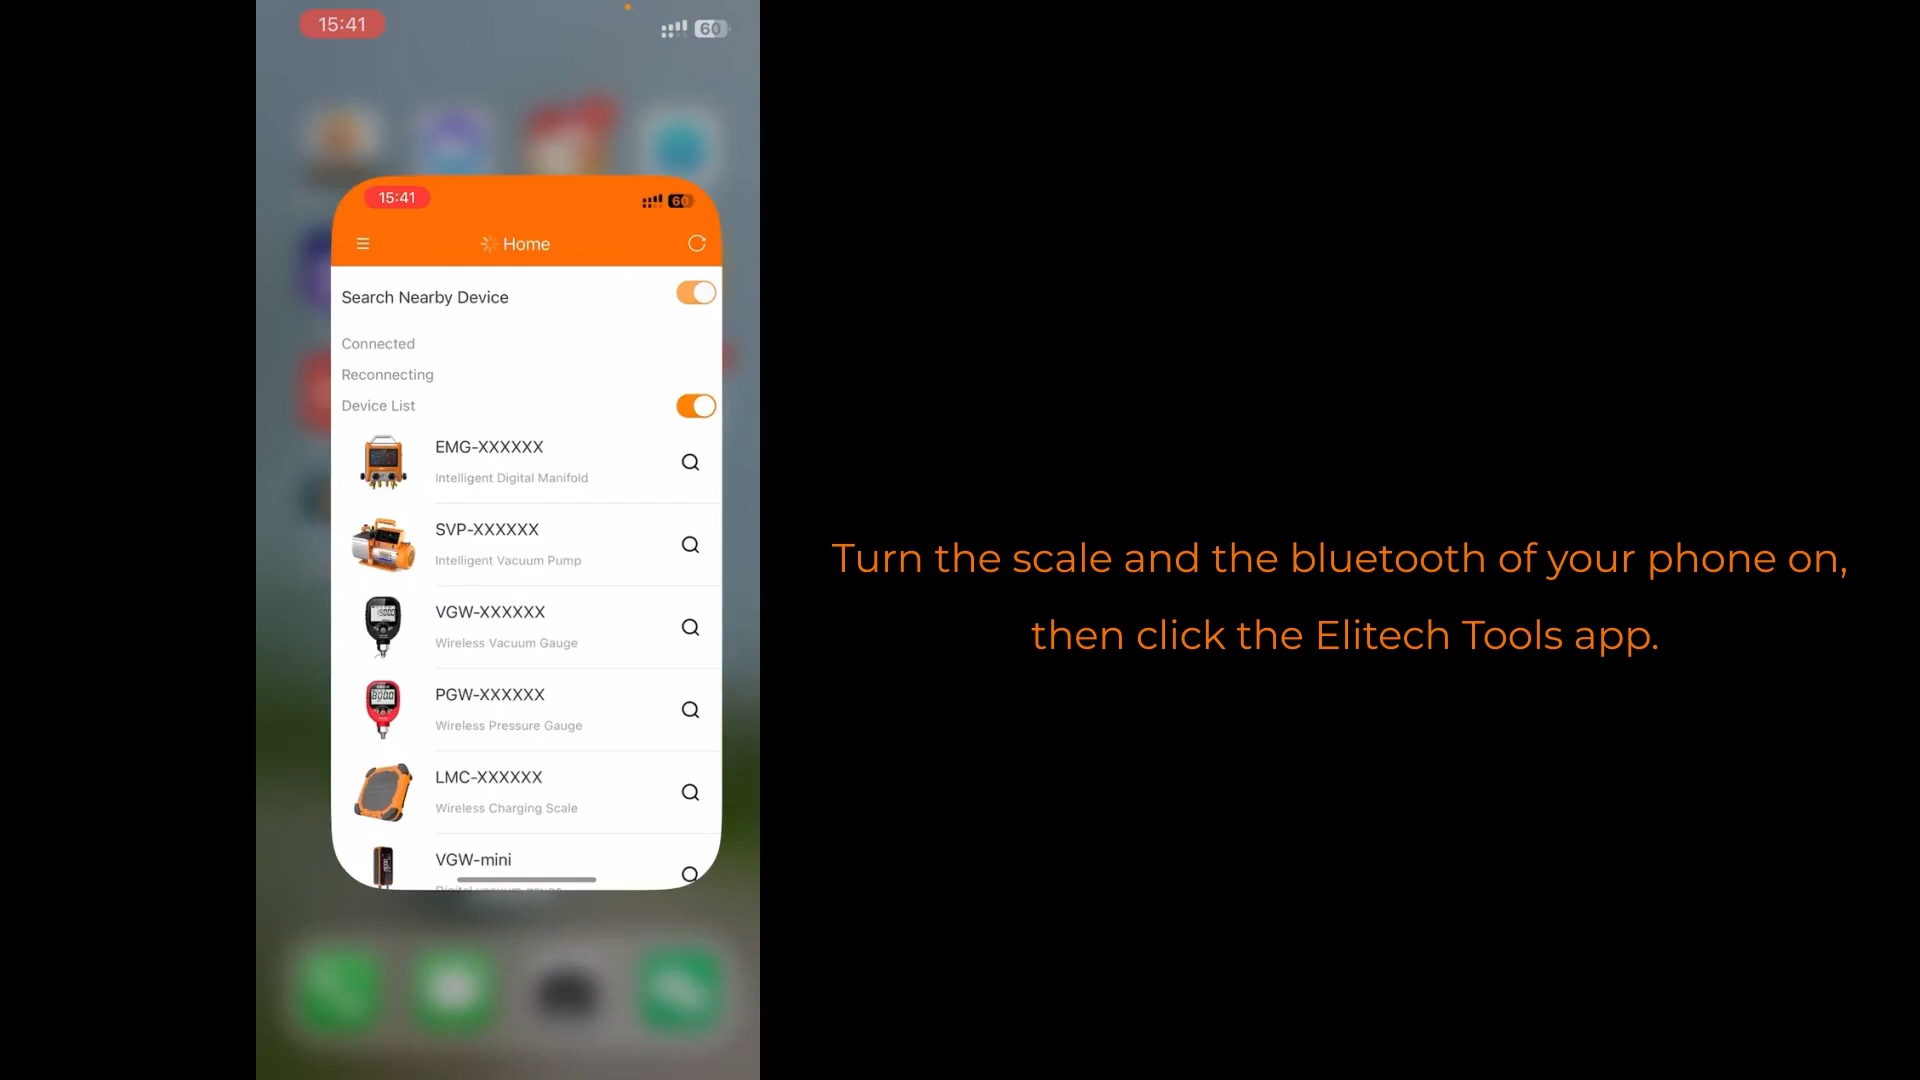 15:41
60
15:41
60
Home
Search Nearby Device
Connected
Reconnecting
Device List
EMG-XXXXXX
Intelligent Digital Manifold
SVP-XXXXXX
Intelligent Vacuum Pump
VGW-XXXXXX
Wireless Vacuum Gauge
PGW-XXXXXX
Wireless Pressure Gauge
LMC-XXXXXX
Wireless Charging Scale
VGW-mini
Digital vacuum gauge
Turn the scale and the bluetooth of your phone on,
then click the Elitech Tools app.